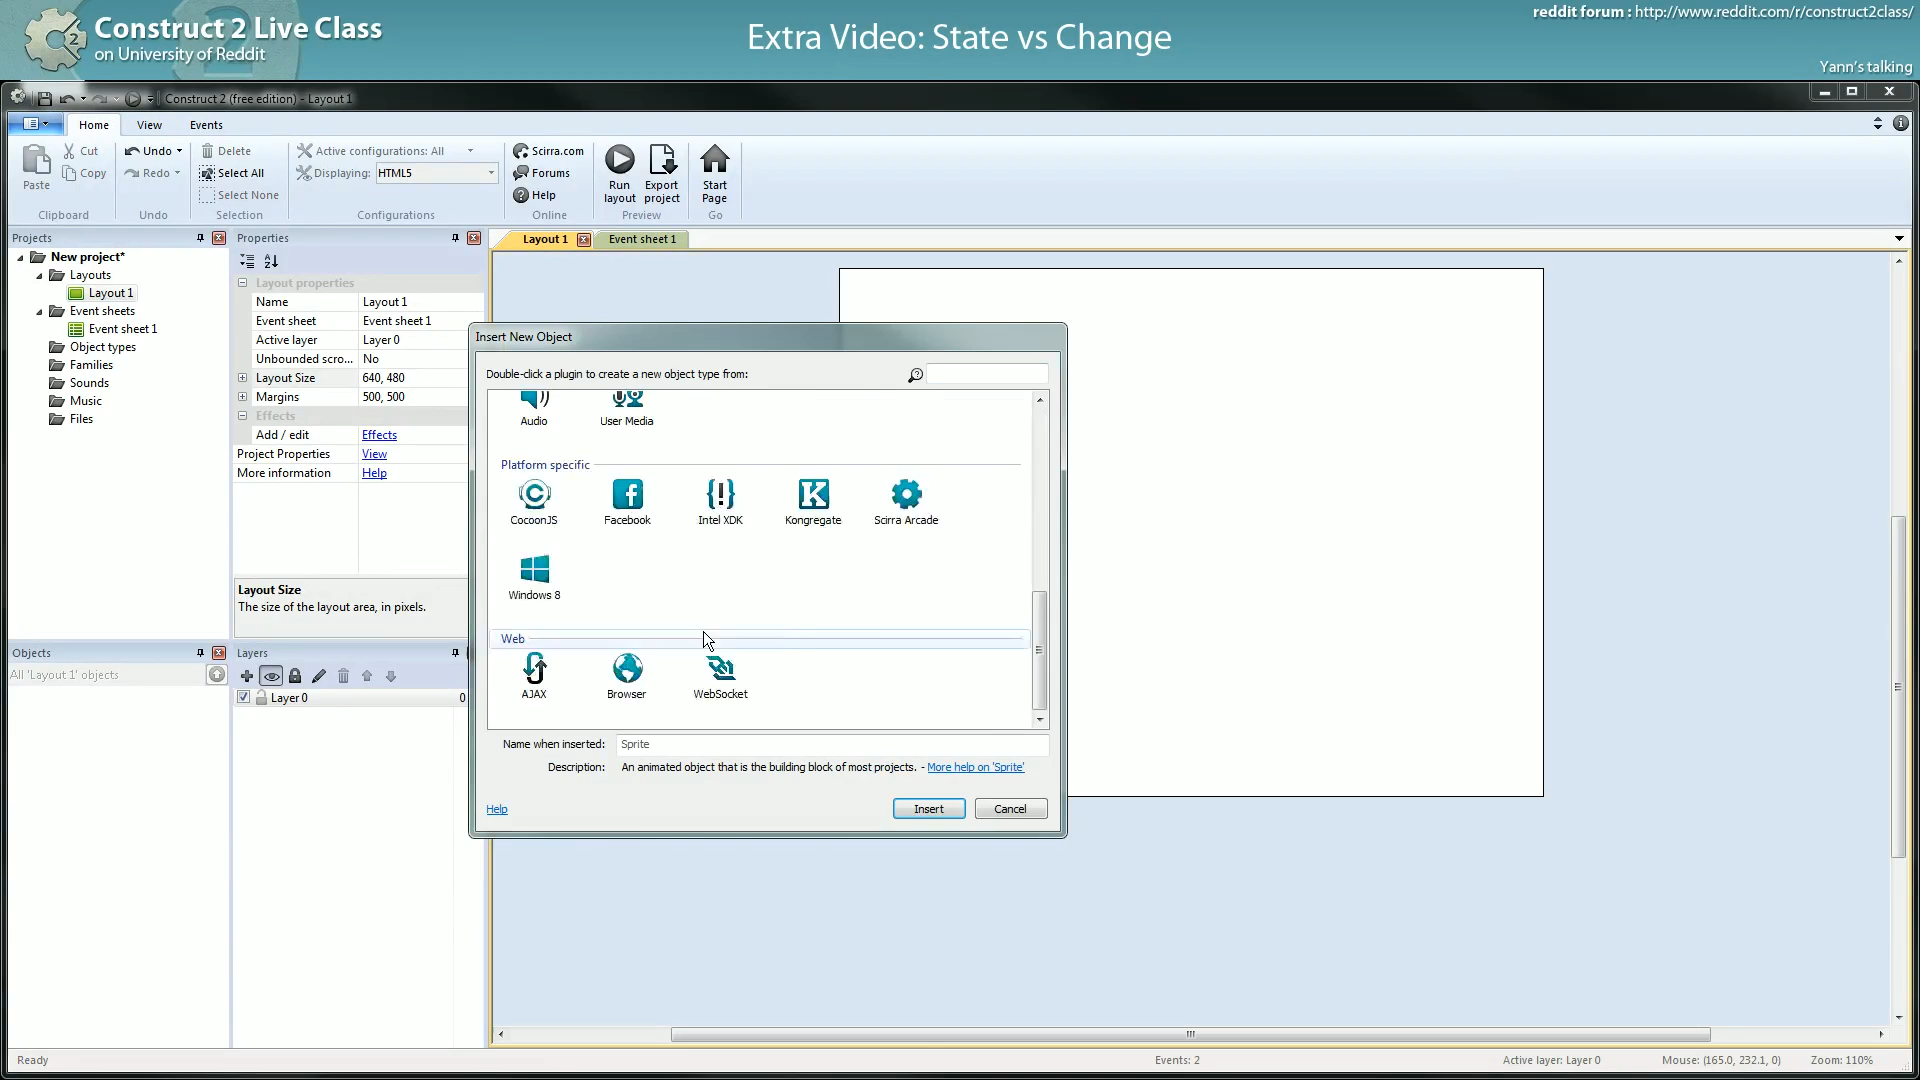 Construct 2 Live Class
on University of Reddit
Extra Video: State vs Change
reddit forum : http://www.reddit.com/r/construct2class/
Yann's talking
Construct 2 (free edition) - Layout 1
Home
View
Events
Paste
Cut
Copy
Clipboard
Undo
Redo
Undo
Delete
Select All
Select None
Selection
Active configurations: All
Displaying: HTML5
Configurations
Scirra.com
Forums
Help
Online
Run layout
Export project
Preview
Start Page
Go
Projects
New project*
Layouts
Layout 1
Event sheets
Event sheet 1
Object types
Families
Sounds
Music
Files
Properties
Layout properties
Name Layout 1
Event sheet Event sheet 1
Active layer Layer 0
Unbounded scro... No
Layout Size 640, 480
Margins 500, 500
Effects
Add / edit Effects
Project Properties View
More information Help
Layout Size
The size of the layout area, in pixels.
Objects
All 'Layout 1' objects
Layers
Layer 0 0
Layout 1
Event sheet 1
Insert New Object
Double-click a plugin to create a new object type from:
Audio
User Media
Platform specific
CocoonJS
Facebook
Intel XDK
Kongregate
Scirra Arcade
Windows 8
Web
AJAX
Browser
WebSocket
Name when inserted: Sprite
Description: An animated object that is the building block of most projects. - More help on 'Sprite'
Help
Insert
Cancel
Ready
Events: 2
Active layer: Layer 0
Mouse: (165.0, 232.1, 0)
Zoom: 110%